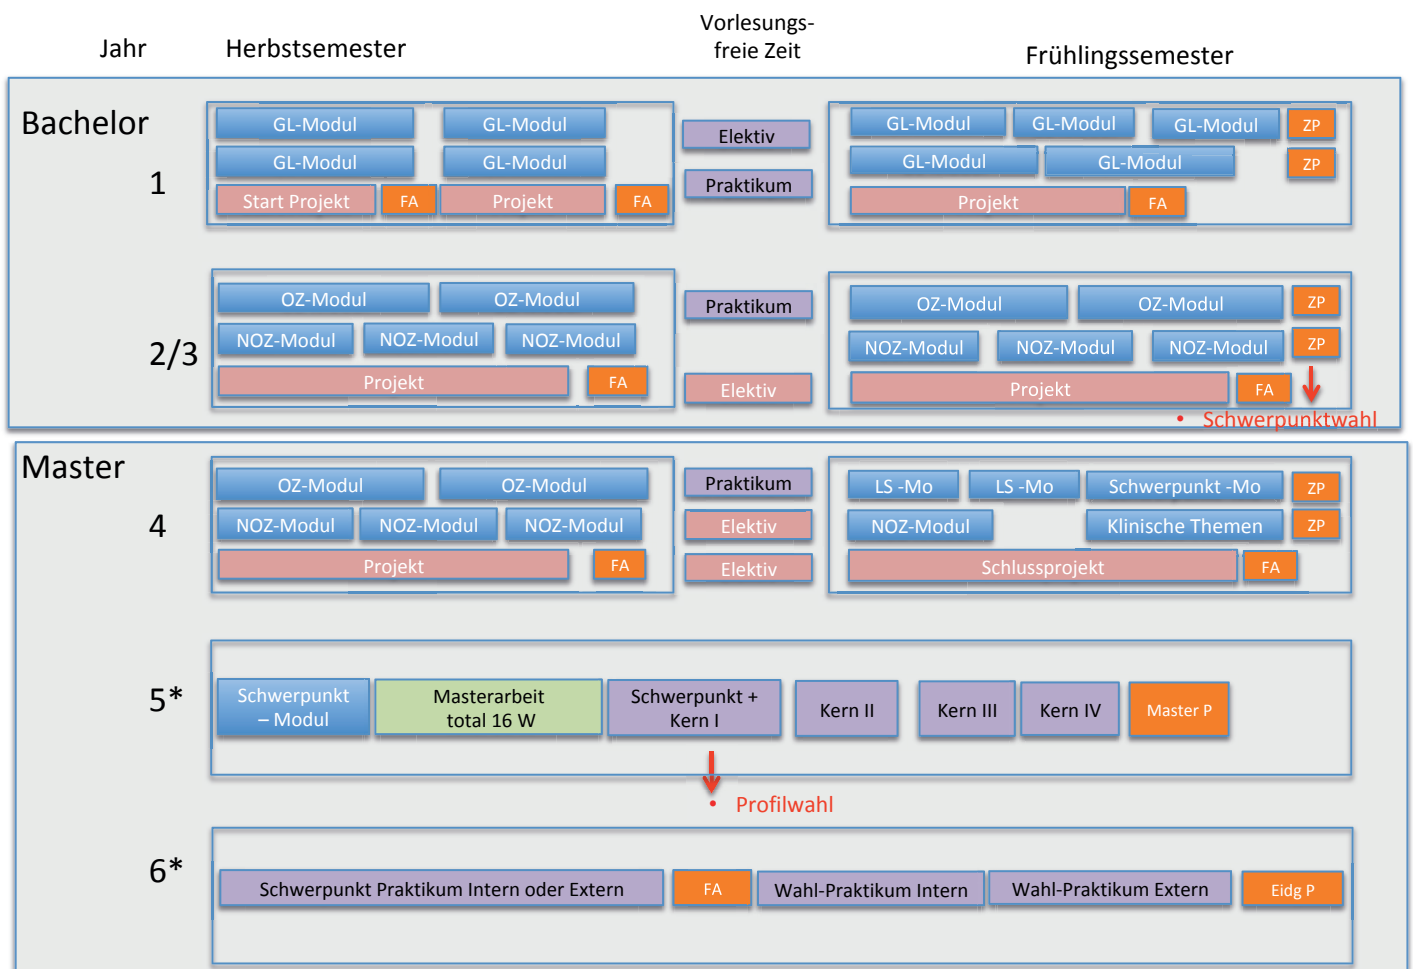 Jahr
Herbstsemester
Vorlesungs-
freie Zeit
Frühlingssemester
Bachelor
1
GL-Modul
GL-Modul
GL-Modul
GL-Modul
Start Projekt
FA
Projekt
FA
Elektiv
Praktikum
GL-Modul
GL-Modul
GL-Modul
ZP
GL-Modul
GL-Modul
ZP
Projekt
FA
2/3
OZ-Modul
OZ-Modul
NOZ-Modul
NOZ-Modul
NOZ-Modul
Projekt
FA
Praktikum
Elektiv
OZ-Modul
OZ-Modul
ZP
NOZ-Modul
NOZ-Modul
NOZ-Modul
ZP
Projekt
FA
• Schwerpunktwahl
Master
4
OZ-Modul
OZ-Modul
NOZ-Modul
NOZ-Modul
NOZ-Modul
Projekt
FA
Praktikum
Elektiv
Elektiv
LS -Mo
LS -Mo
Schwerpunkt -Mo
ZP
NOZ-Modul
Klinische Themen
ZP
Schlussprojekt
FA
5*
Schwerpunkt
– Modul
Masterarbeit
total 16 W
Schwerpunkt +
Kern I
Kern II
Kern III
Kern IV
Master P
• Profilwahl
6*
Schwerpunkt Praktikum Intern oder Extern
FA
Wahl-Praktikum Intern
Wahl-Praktikum Extern
Eidg P